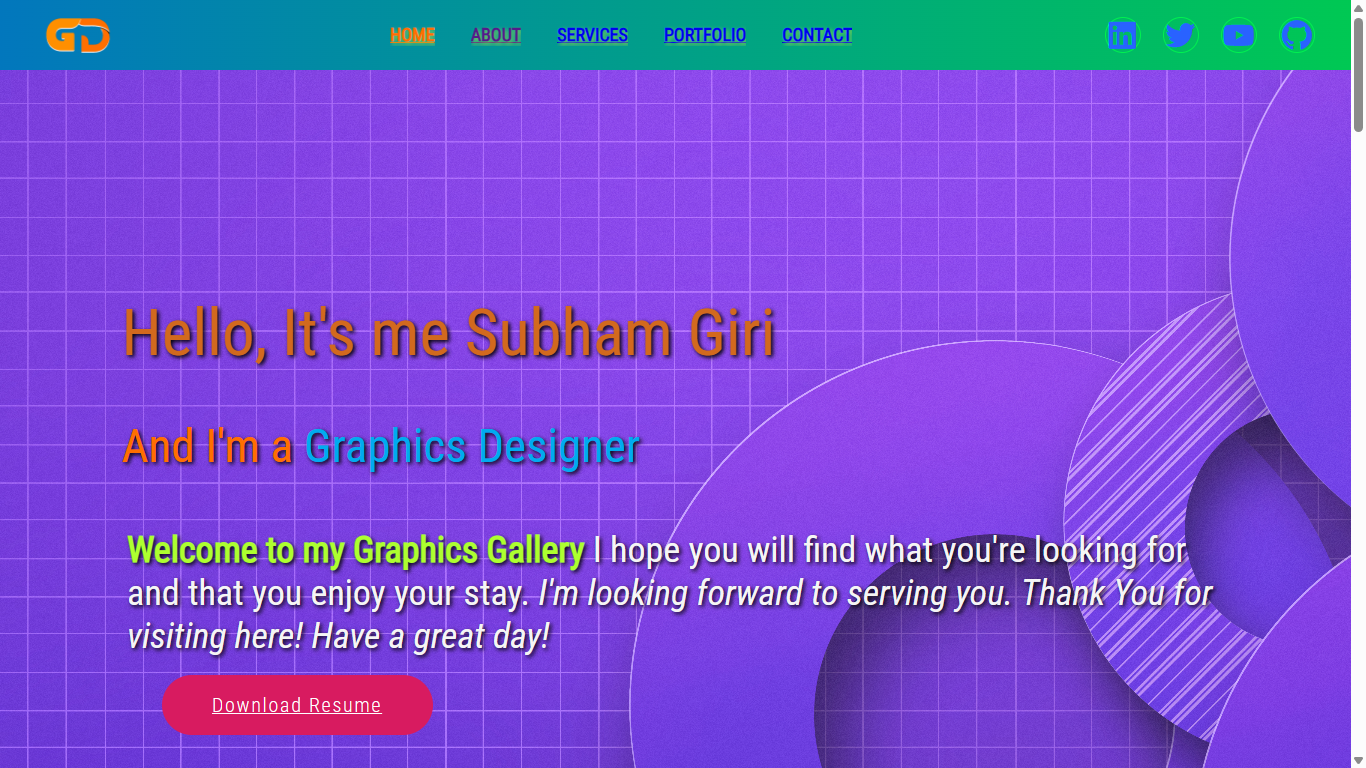 GD
HOME ABOUT SERVICES PORTFOLIO CONTACT
Hello, It's me Subham Giri
And I'm a Graphics Designer
Welcome to my Graphics Gallery I hope you will find what you're looking for
and that you enjoy your stay. I'm looking forward to serving you. Thank You for
visiting here! Have a great day!
Download Resume